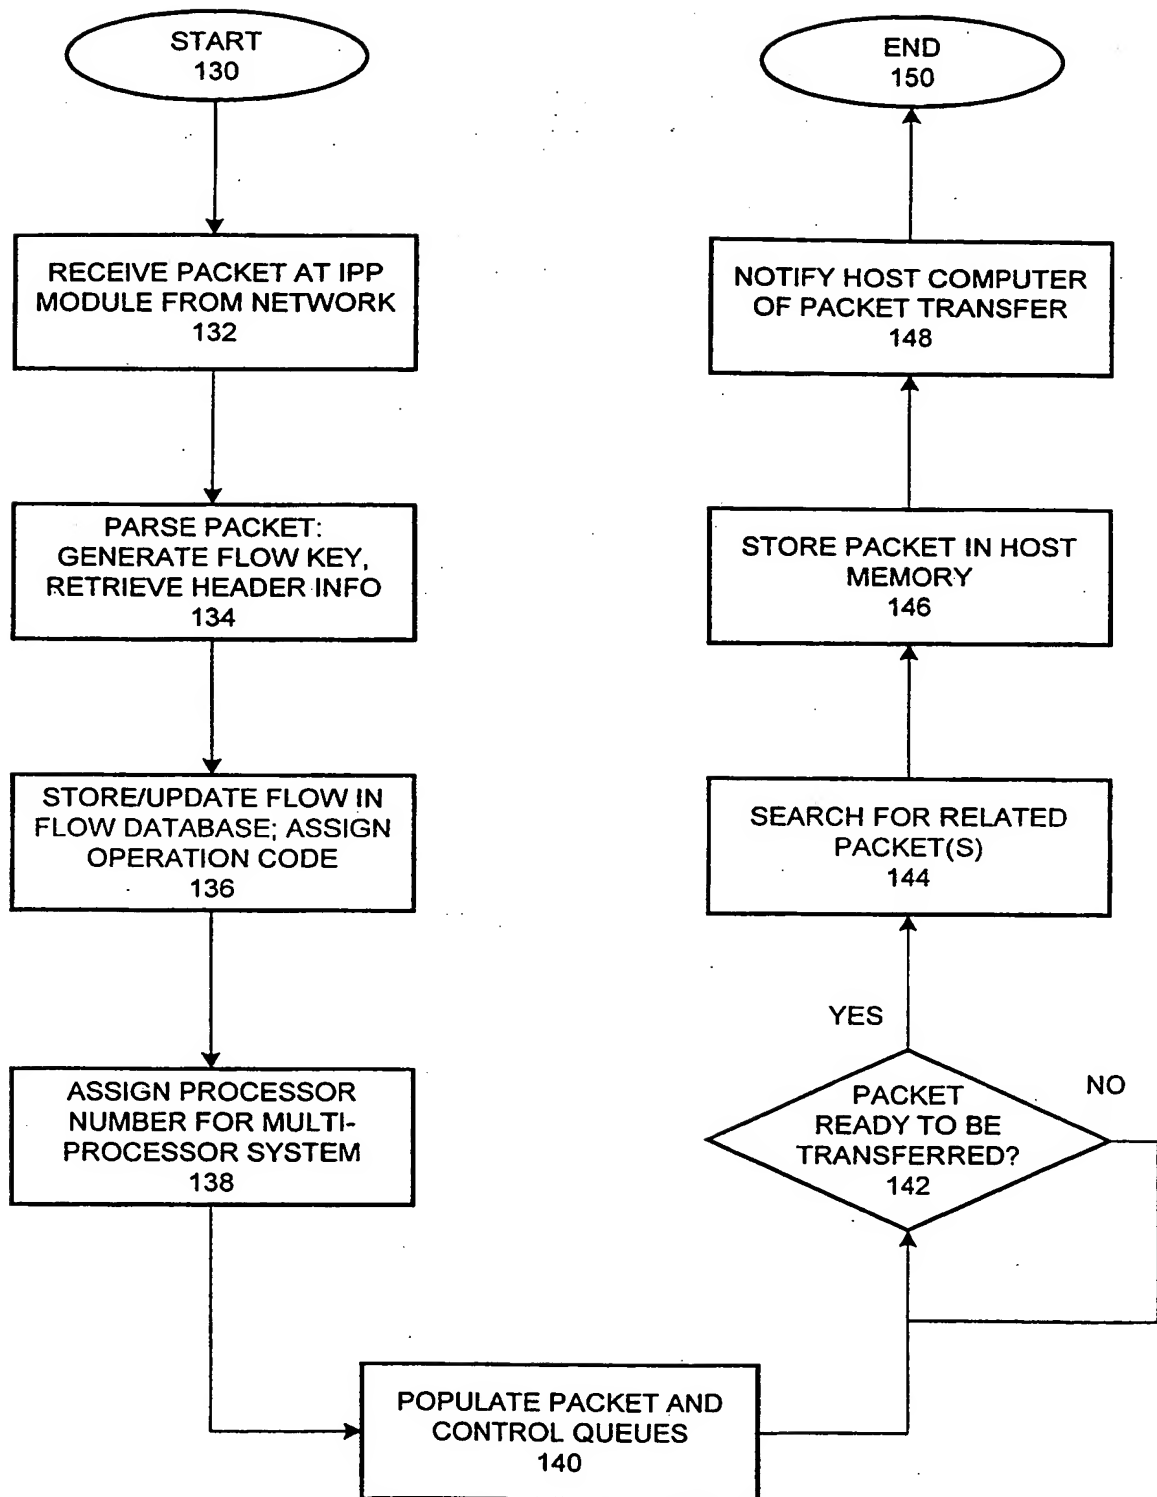 START
130
RECEIVE PACKET AT IPP
MODULE FROM NETWORK
132
PARSE PACKET:
GENERATE FLOW KEY,
RETRIEVE HEADER INFO
134
STORE/UPDATE FLOW IN
FLOW DATABASE; ASSIGN
OPERATION CODE
136
ASSIGN PROCESSOR
NUMBER FOR MULTI-
PROCESSOR SYSTEM
138
POPULATE PACKET AND
CONTROL QUEUES
140
PACKET
READY TO BE
TRANSFERRED?
142
NO
YES
SEARCH FOR RELATED
PACKET(S)
144
STORE PACKET IN HOST
MEMORY
146
NOTIFY HOST COMPUTER
OF PACKET TRANSFER
148
END
150